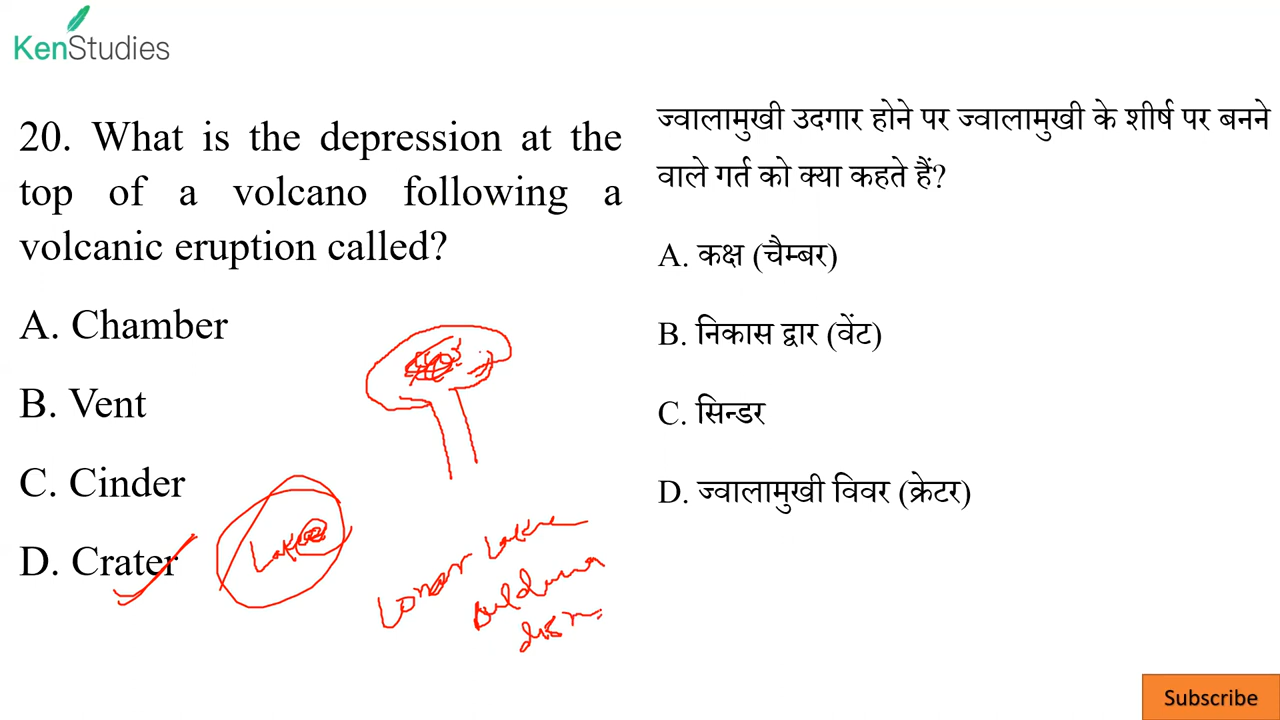 KenStudies
20. What is the depression at the
top of a volcano following a
volcanic eruption called?
A. Chamber
B. Vent
C. Cinder
D. Crater
ज्वालामुखी उदगार होने पर ज्वालामुखी के शीर्ष पर बनने
वाले गर्त को क्या कहते हैं?
A. कक्ष (चैम्बर)
B. निकास द्वार (वेंट)
C. सिन्डर
D. ज्वालामुखी विवर (क्रेटर)
Lonar Lake
Subscribe